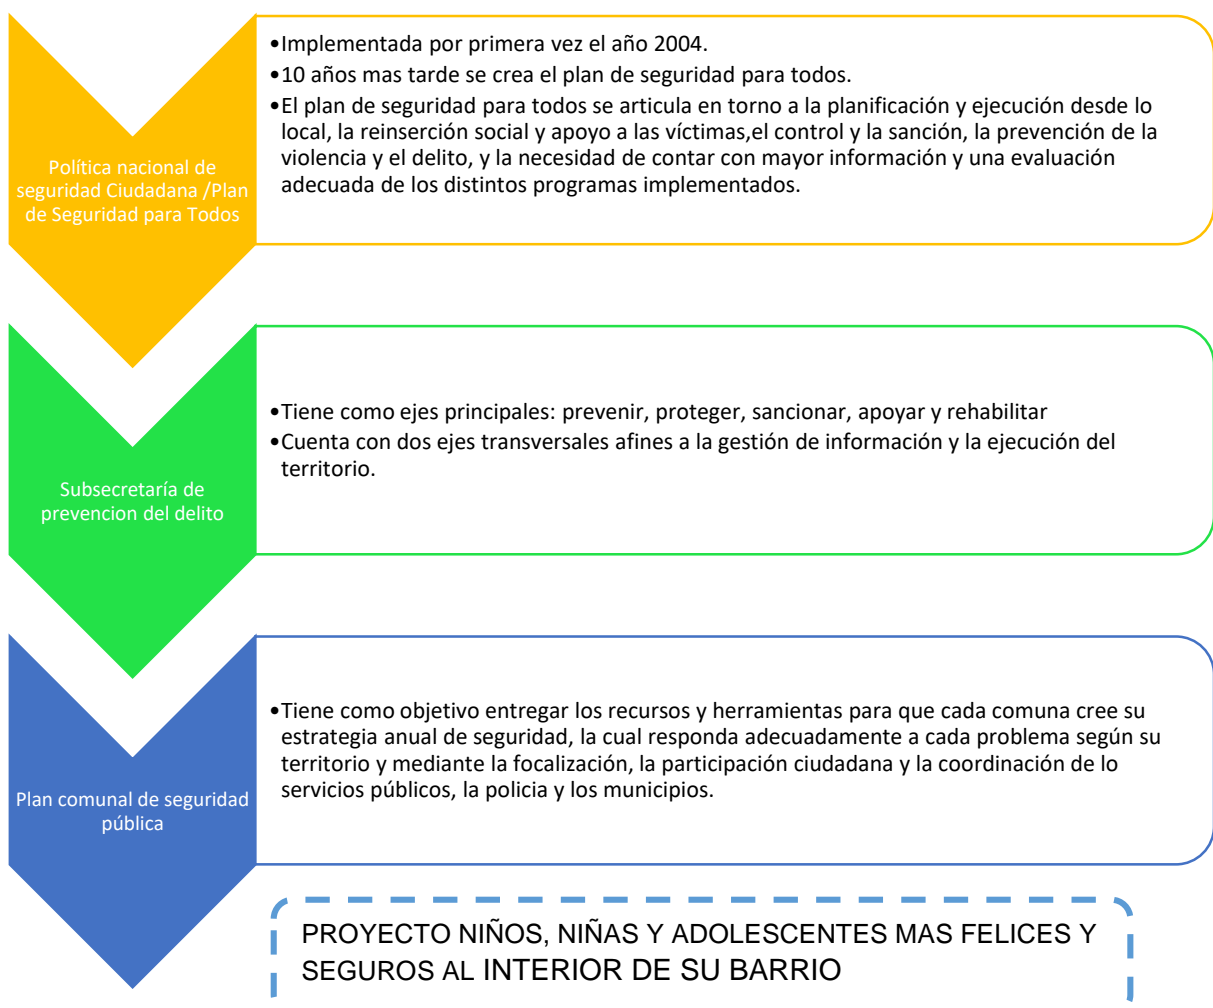 •Implementada por primera vez el año 2004.
•10 años mas tarde se crea el plan de seguridad para todos.
•El plan de seguridad para todos se articula en torno a la planificación y ejecución desde lo
local, la reinserción social y apoyo a las víctimas,el control y la sanción, la prevención de la
violencia y el delito, y la necesidad de contar con mayor información y una evaluación
adecuada de los distintos programas implementados.
Política nacional de
seguridad Ciudadana /Plan
de Seguridad para Todos
•Tiene como ejes principales: prevenir, proteger, sancionar, apoyar y rehabilitar
•Cuenta con dos ejes transversales afines a la gestión de información y la ejecución del
territorio.
Subsecretaría de
prevencion del delito
•Tiene como objetivo entregar los recursos y herramientas para que cada comuna cree su
estrategia anual de seguridad, la cual responda adecuadamente a cada problema según su
territorio y mediante la focalización, la participación ciudadana y la coordinación de lo
servicios públicos, la policia y los municipios.
Plan comunal de seguridad
pública
PROYECTO NIÑOS, NIÑAS Y ADOLESCENTES MAS FELICES Y
SEGUROS AL INTERIOR DE SU BARRIO